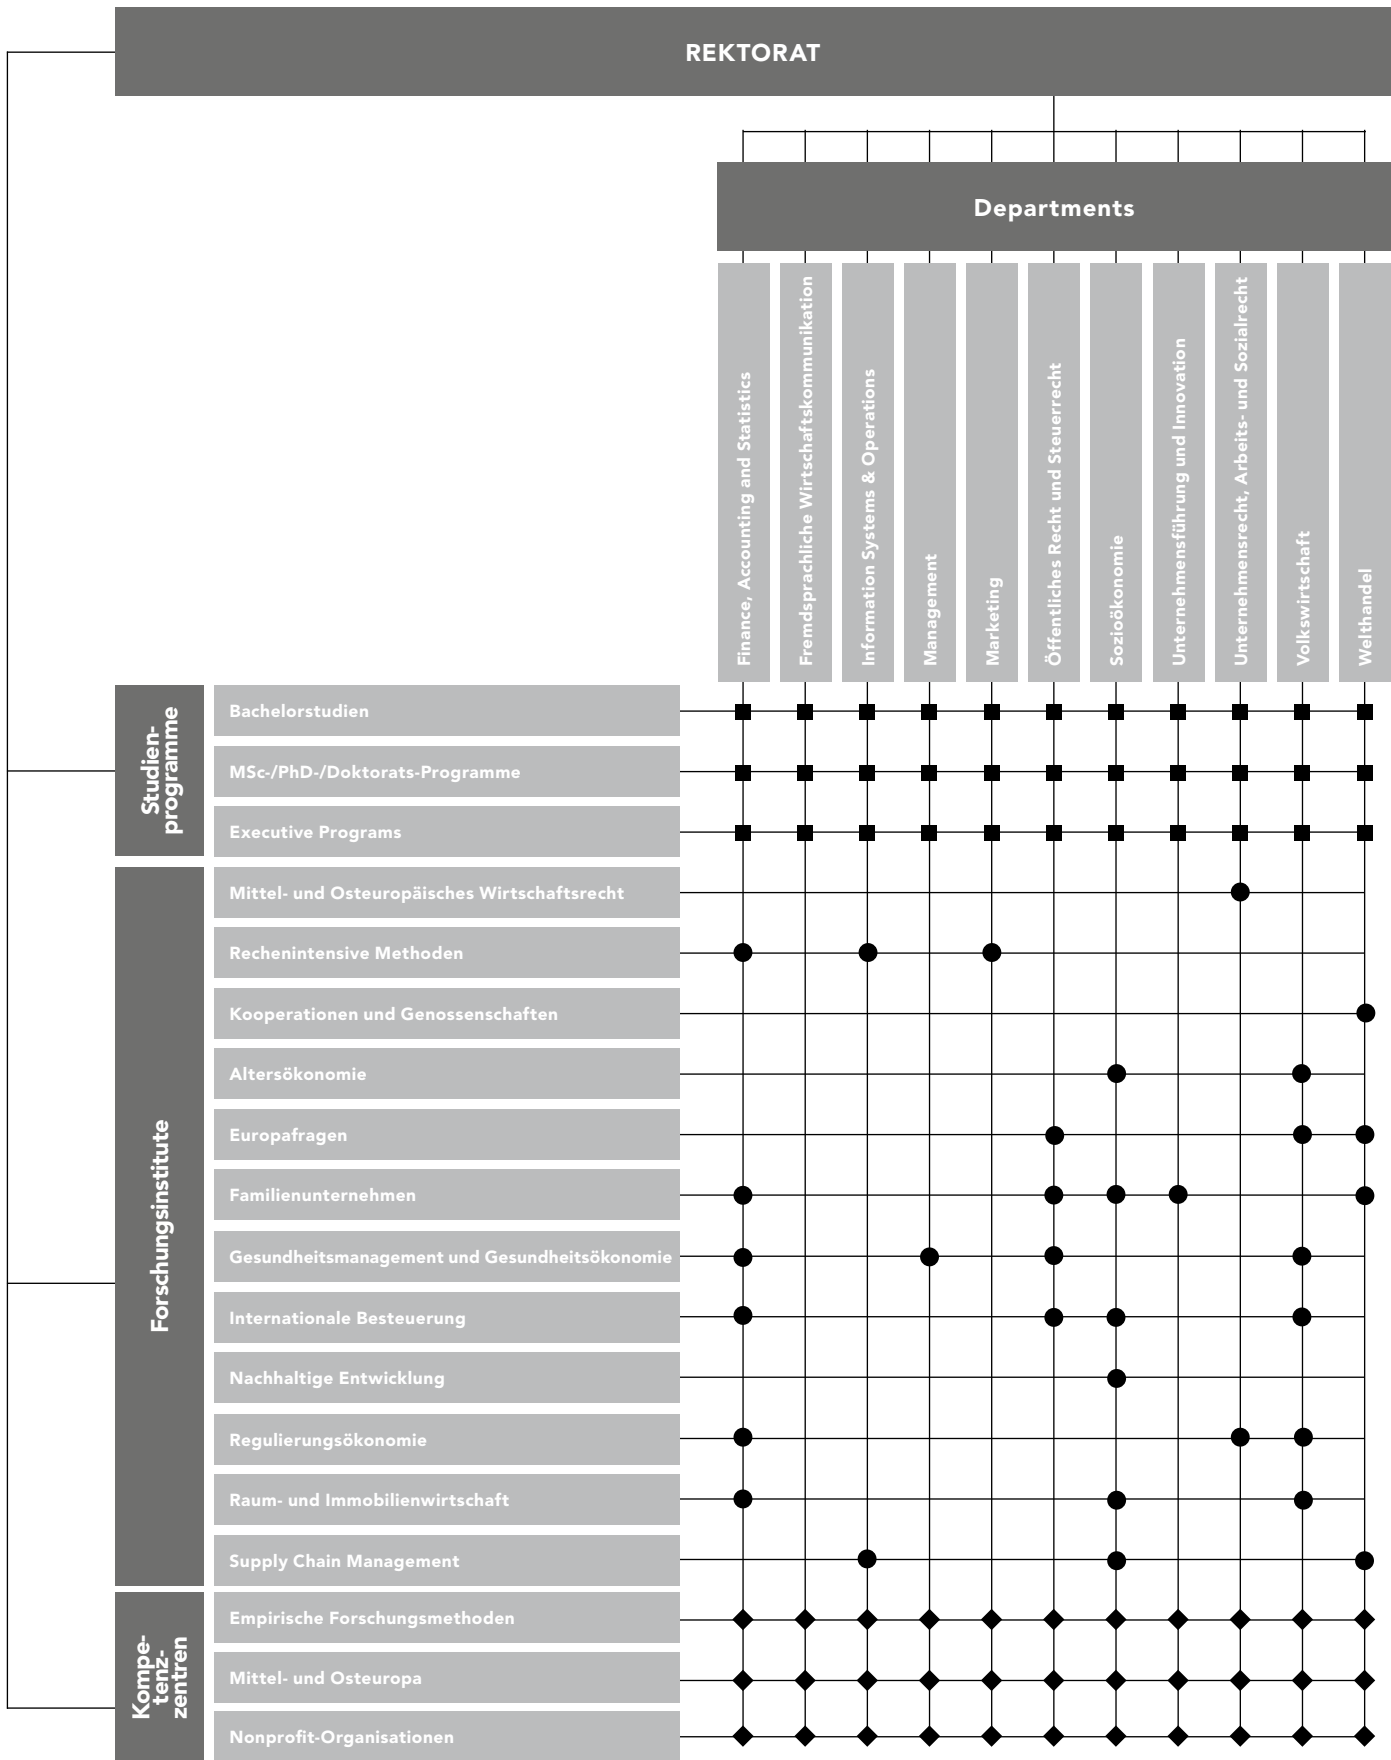 REKTORAT
Departments
Finance, Accounting and Statistics
Fremdsprachliche Wirtschaftskommunikation
Information Systems & Operations
Management
Marketing
Öffentliches Recht und Steuerrecht
Sozioökonomie
Unternehmensführung und Innovation
Unternehmensrecht, Arbeits- und Sozialrecht
Volkswirtschaft
Welthandel
Studien-
programme
Bachelorstudien
MSc-/PhD-/Doktorats-Programme
Executive Programs
Forschungsinstitute
Mittel- und Osteuropäisches Wirtschaftsrecht
Rechenintensive Methoden
Kooperationen und Genossenschaften
Altersökonomie
Europafragen
Familienunternehmen
Gesundheitsmanagement und Gesundheitsökonomie
Internationale Besteuerung
Nachhaltige Entwicklung
Regulierungsökonomie
Raum- und Immobilienwirtschaft
Supply Chain Management
Kompe-
tenz-
zentren
Empirische Forschungsmethoden
Mittel- und Osteuropa
Nonprofit-Organisationen